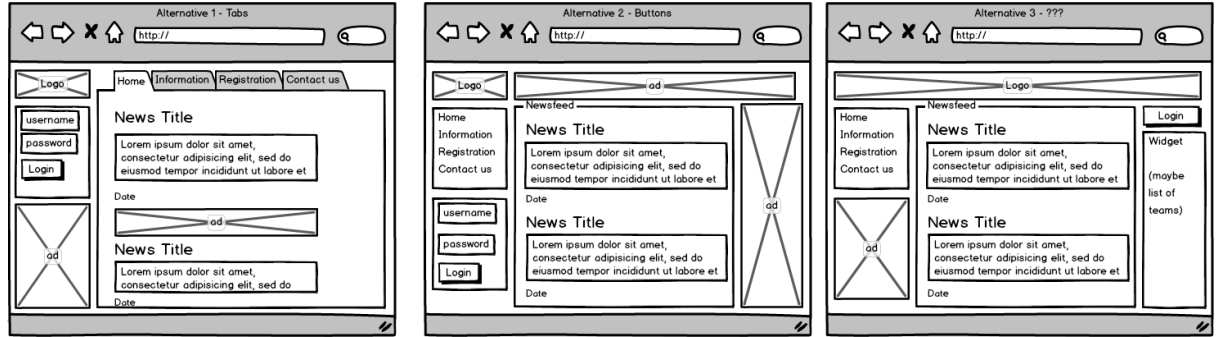 Alternative 1 - Tabs
http://
Logo
username
password
Login
ad
Home
Information
Registration
Contact us
News Title
Lorem ipsum dolor sit amet,
consectetur adipisicing elit, sed do
eiusmod tempor incididunt ut labore et
Date
ad
News Title
Lorem ipsum dolor sit amet,
consectetur adipisicing elit, sed do
Date
Alternative 2 - Buttons
http://
Logo
ad
Home
Information
Registration
Contact us
username
password
Login
Newsfeed
News Title
Lorem ipsum dolor sit amet,
consectetur adipisicing elit, sed do
eiusmod tempor incididunt ut labore et
Date
News Title
Lorem ipsum dolor sit amet,
consectetur adipisicing elit, sed do
eiusmod tempor incididunt ut labore et
Date
ad
Alternative 3 - ???
http://
Logo
Home
Information
Registration
Contact us
ad
Newsfeed
News Title
Lorem ipsum dolor sit amet,
consectetur adipisicing elit, sed do
eiusmod tempor incididunt ut labore et
Date
News Title
Lorem ipsum dolor sit amet,
consectetur adipisicing elit, sed do
eiusmod tempor incididunt ut labore et
Date
Login
Widget
(maybe
list of
teams)